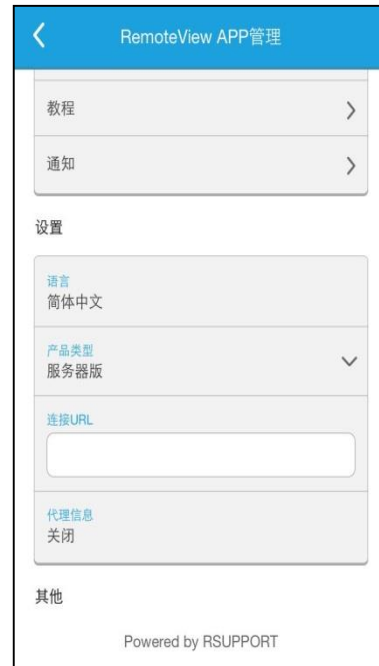 RemoteView APP管理
教程
通知
设置
语言
简体中文
产品类型
服务器版
连接URL
代理信息
关闭
其他
Powered by RSUPPORT